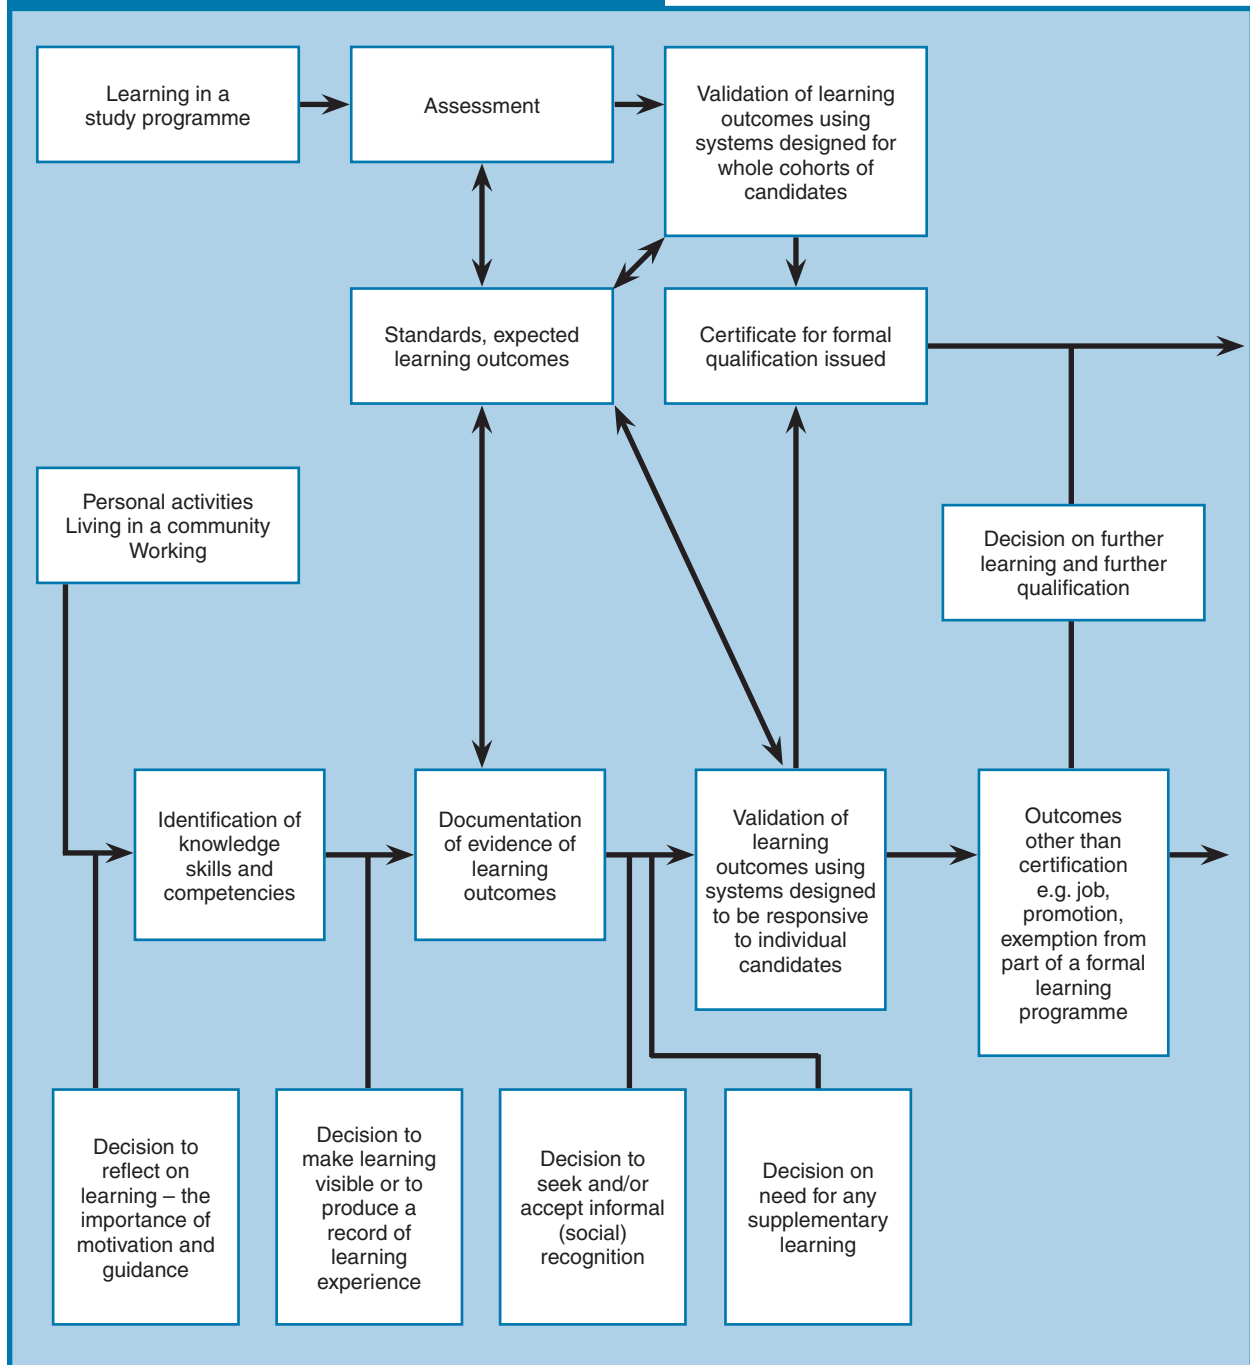 Learning in a
study programme
Assessment
Validation of learning
outcomes using
systems designed for
whole cohorts of
candidates
Standards, expected
learning outcomes
Certificate for formal
qualification issued
Personal activities
Living in a community
Working
Decision on further
learning and further
qualification
Identification of
knowledge
skills and
competencies
Documentation
of evidence of
learning
outcomes
Validation of
learning
outcomes using
systems designed
to be responsive
to individual
candidates
Outcomes
other than
certification
e.g. job,
promotion,
exemption from
part of a formal
learning
programme
Decision to
reflect on
learning – the
importance of
motivation and
guidance
Decision to
make learning
visible or to
produce a
record of
learning
experience
Decision to
seek and/or
accept informal
(social)
recognition
Decision on
need for any
supplementary
learning